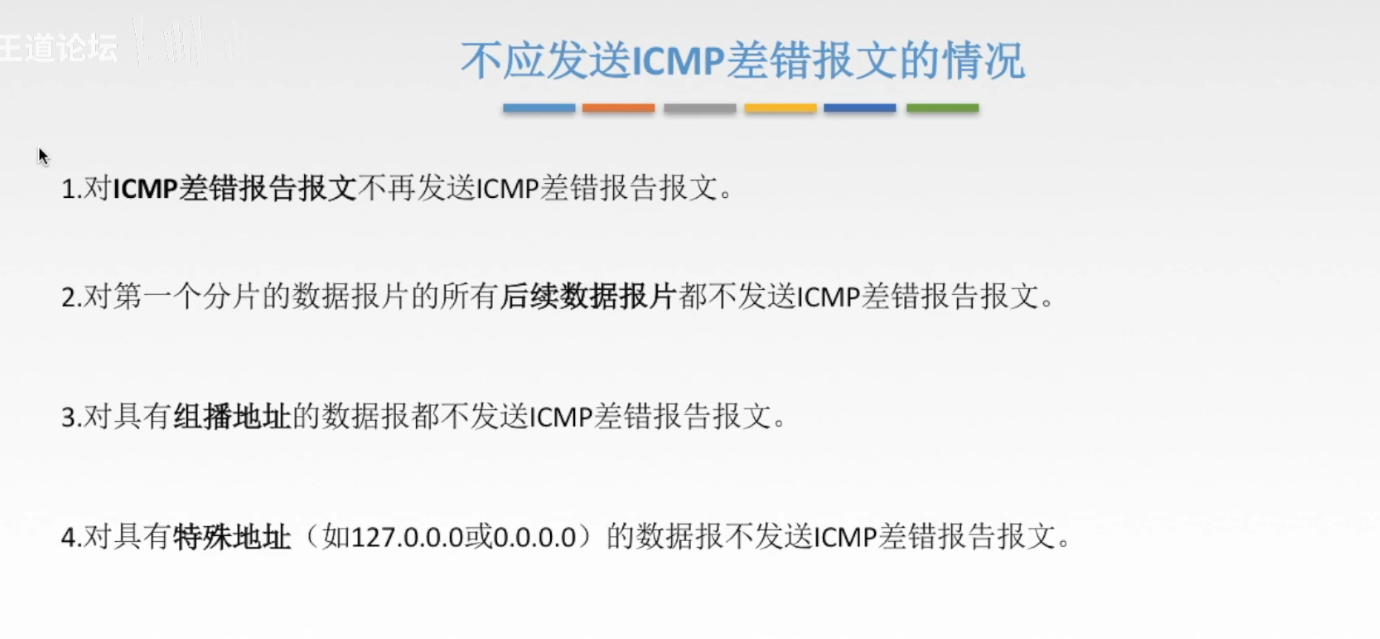 王道论坛
不应发送ICMP差错报文的情况
1.对ICMP差错报告报文不再发送ICMP差错报告报文。
2.对第一个分片的数据报片的所有后续数据报片都不发送ICMP差错报告报文。
3.对具有组播地址的数据报都不发送ICMP差错报告报文。
4.对具有特殊地址（如127.0.0.0或0.0.0.0）的数据报不发送ICMP差错报告报文。